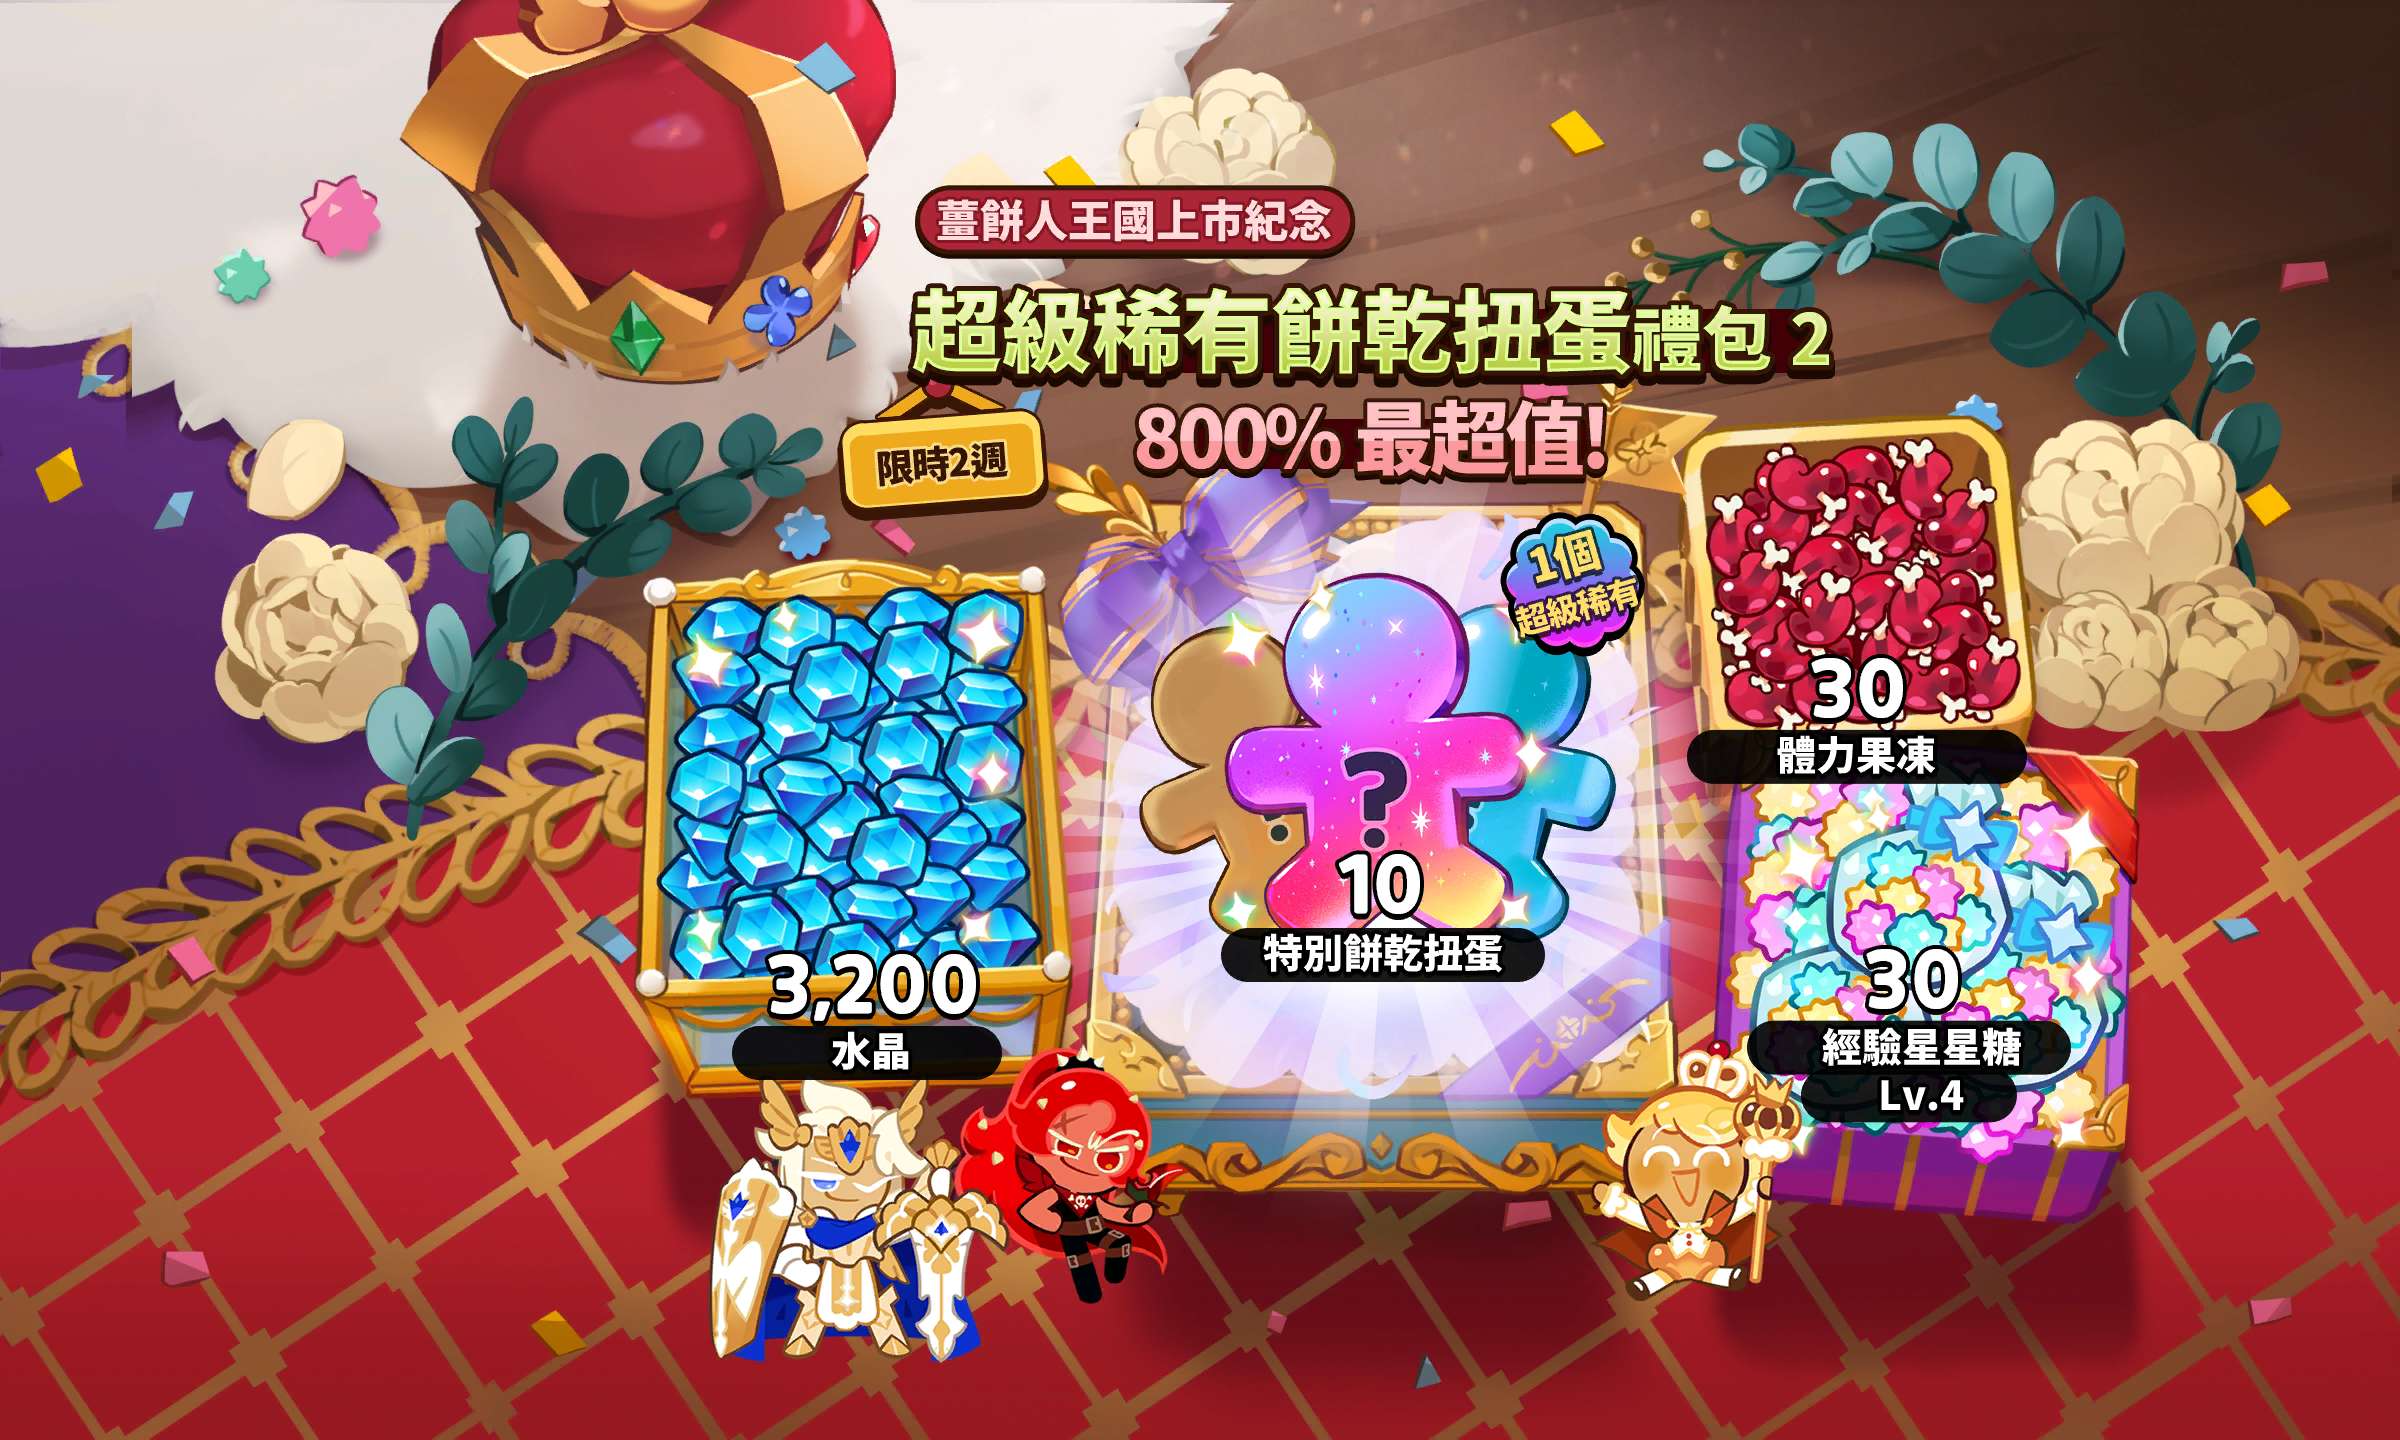 薑餅人王國上市紀念
超級稀有餅乾扭蛋禮包 2
限時2週
800% 最超值!
1個
超級稀有
3,200
水晶
10
特別餅乾扭蛋
30
體力果凍
30
經驗星星糖
Lv.4